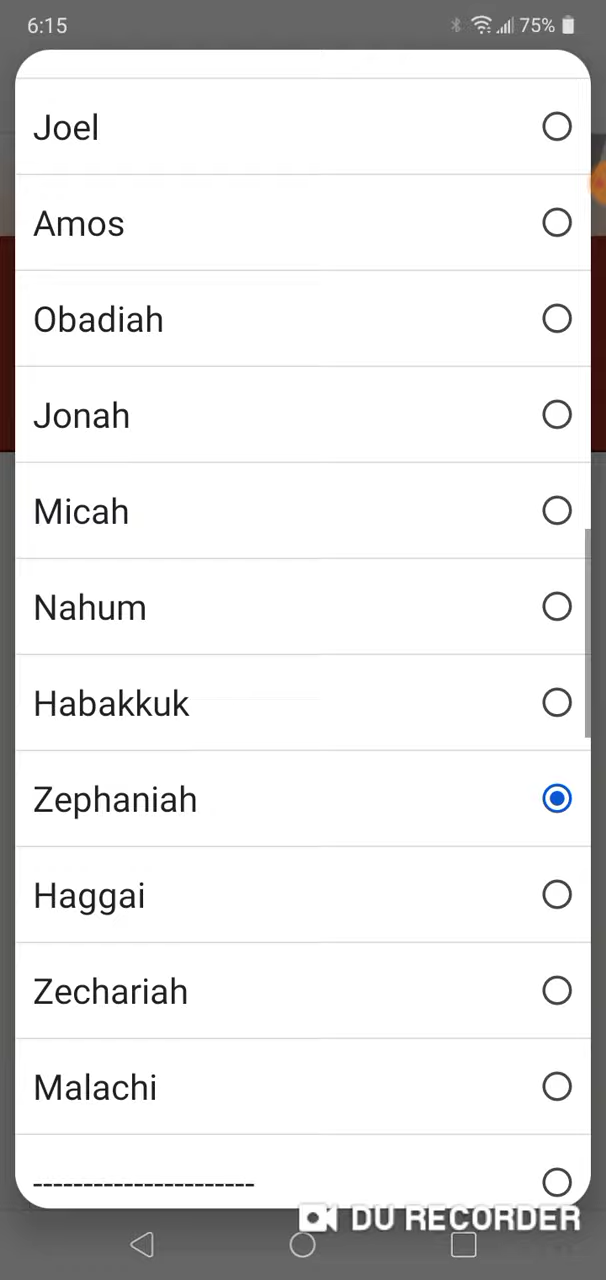 6:15 75%
Joel
Amos
Obadiah
Jonah
Micah
Nahum
Habakkuk
Zephaniah
Haggai
Zechariah
Malachi
----------------------
DU RECORDER